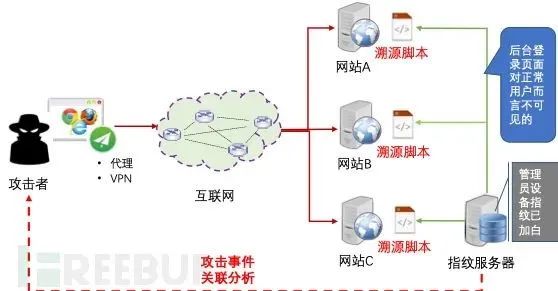 攻击者
• 代理
• VPN
互联网
网站A
溯源脚本
网站B
溯源脚本
网站C
溯源脚本
后台登
录页面
对正常
用户而
言不可
见的
管理
员设
备指
纹已
加白
指纹服务器
攻击事件
关联分析
FREEBUF